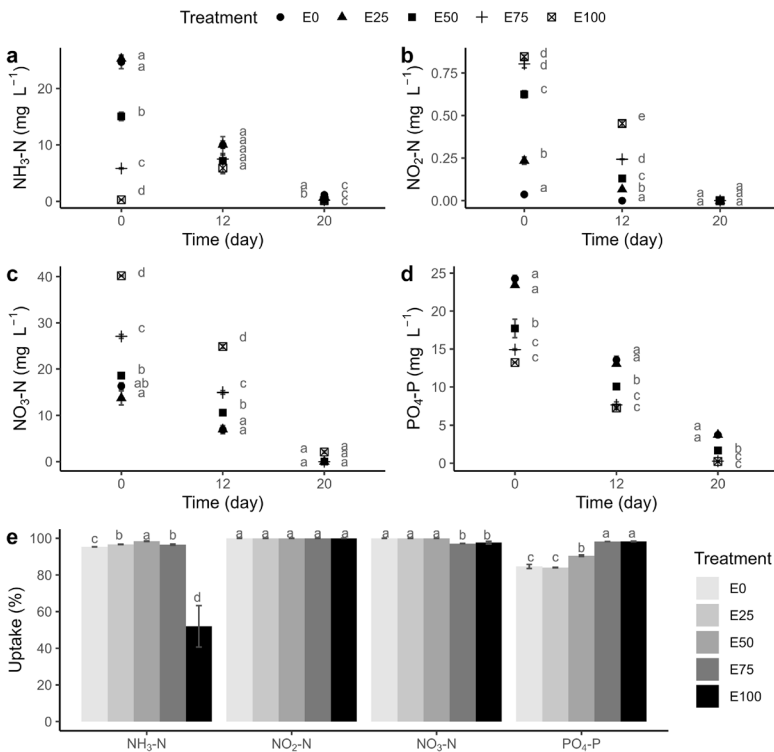 Treatment E0 E25 E50 E75 E100
a
NH₃-N (mg L⁻¹)
20
10
0
a
a
b
c
d
a
a
a
a
a
a
b
c
c
c
0 12 20
Time (day)
b
NO₂-N (mg L⁻¹)
0.75
0.50
0.25
0.00
d
d
c
b
a
e
d
c
b
a
a
a
a
a
a
0 12 20
Time (day)
c
NO₃-N (mg L⁻¹)
40
30
20
10
0
d
c
b
ab
a
d
c
b
a
a
a
a
a
a
a
0 12 20
Time (day)
d
PO₄-P (mg L⁻¹)
25
20
15
10
5
0
a
a
b
c
c
a
a
b
c
c
a
a
b
c
c
0 12 20
Time (day)
e
Uptake (%)
100
80
60
40
20
0
c b a b d
a a a a a
a a a b b
c c b a a
NH₃-N NO₂-N NO₃-N PO₄-P
Treatment
E0
E25
E50
E75
E100